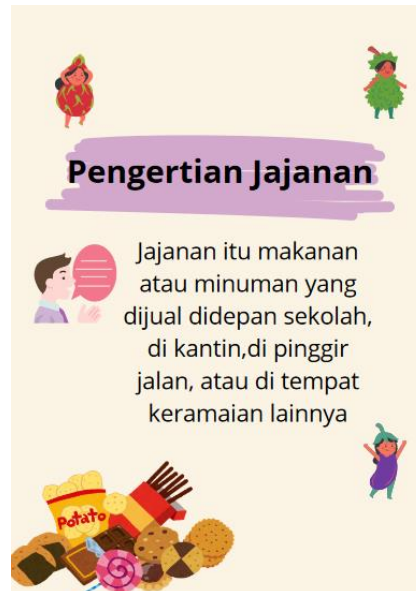 Pengertian Jajanan
Jajanan itu makanan
atau minuman yang
dijual didepan sekolah,
di kantin,di pinggir
jalan, atau di tempat
keramaian lainnya
Potato